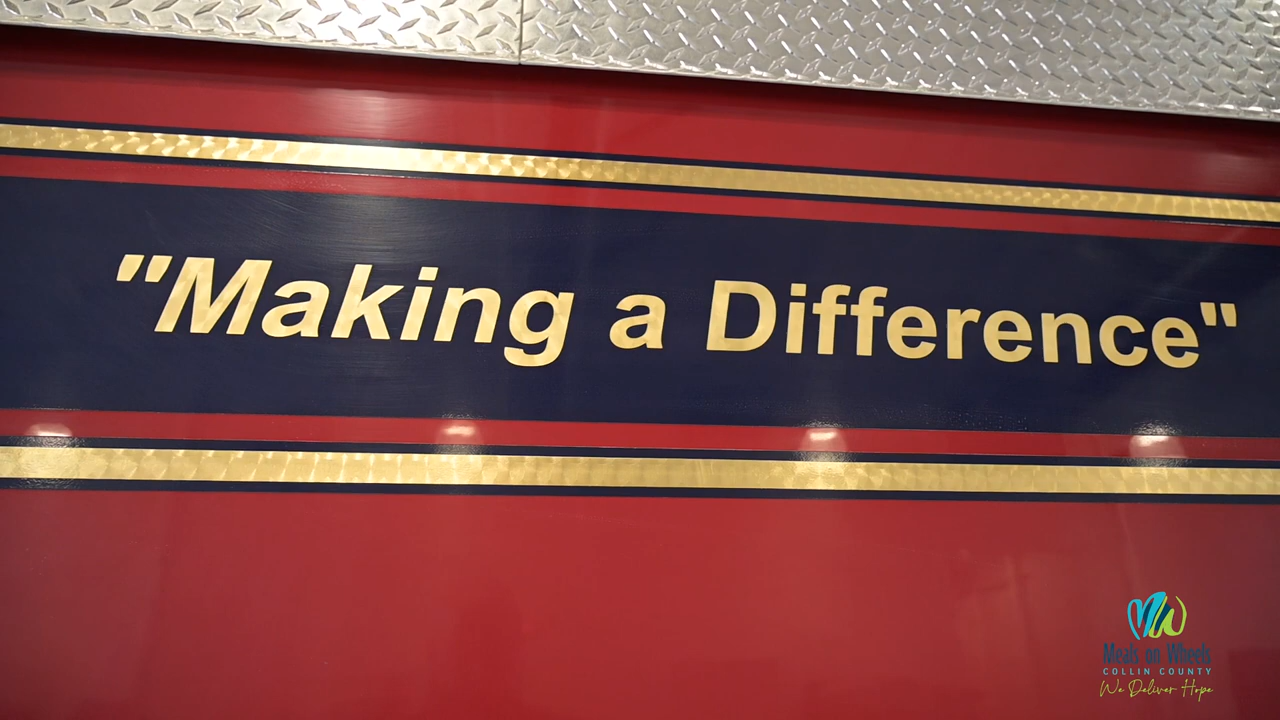 "Making a Difference"
Meals on Wheels
COLLIN COUNTY
We Deliver Hope